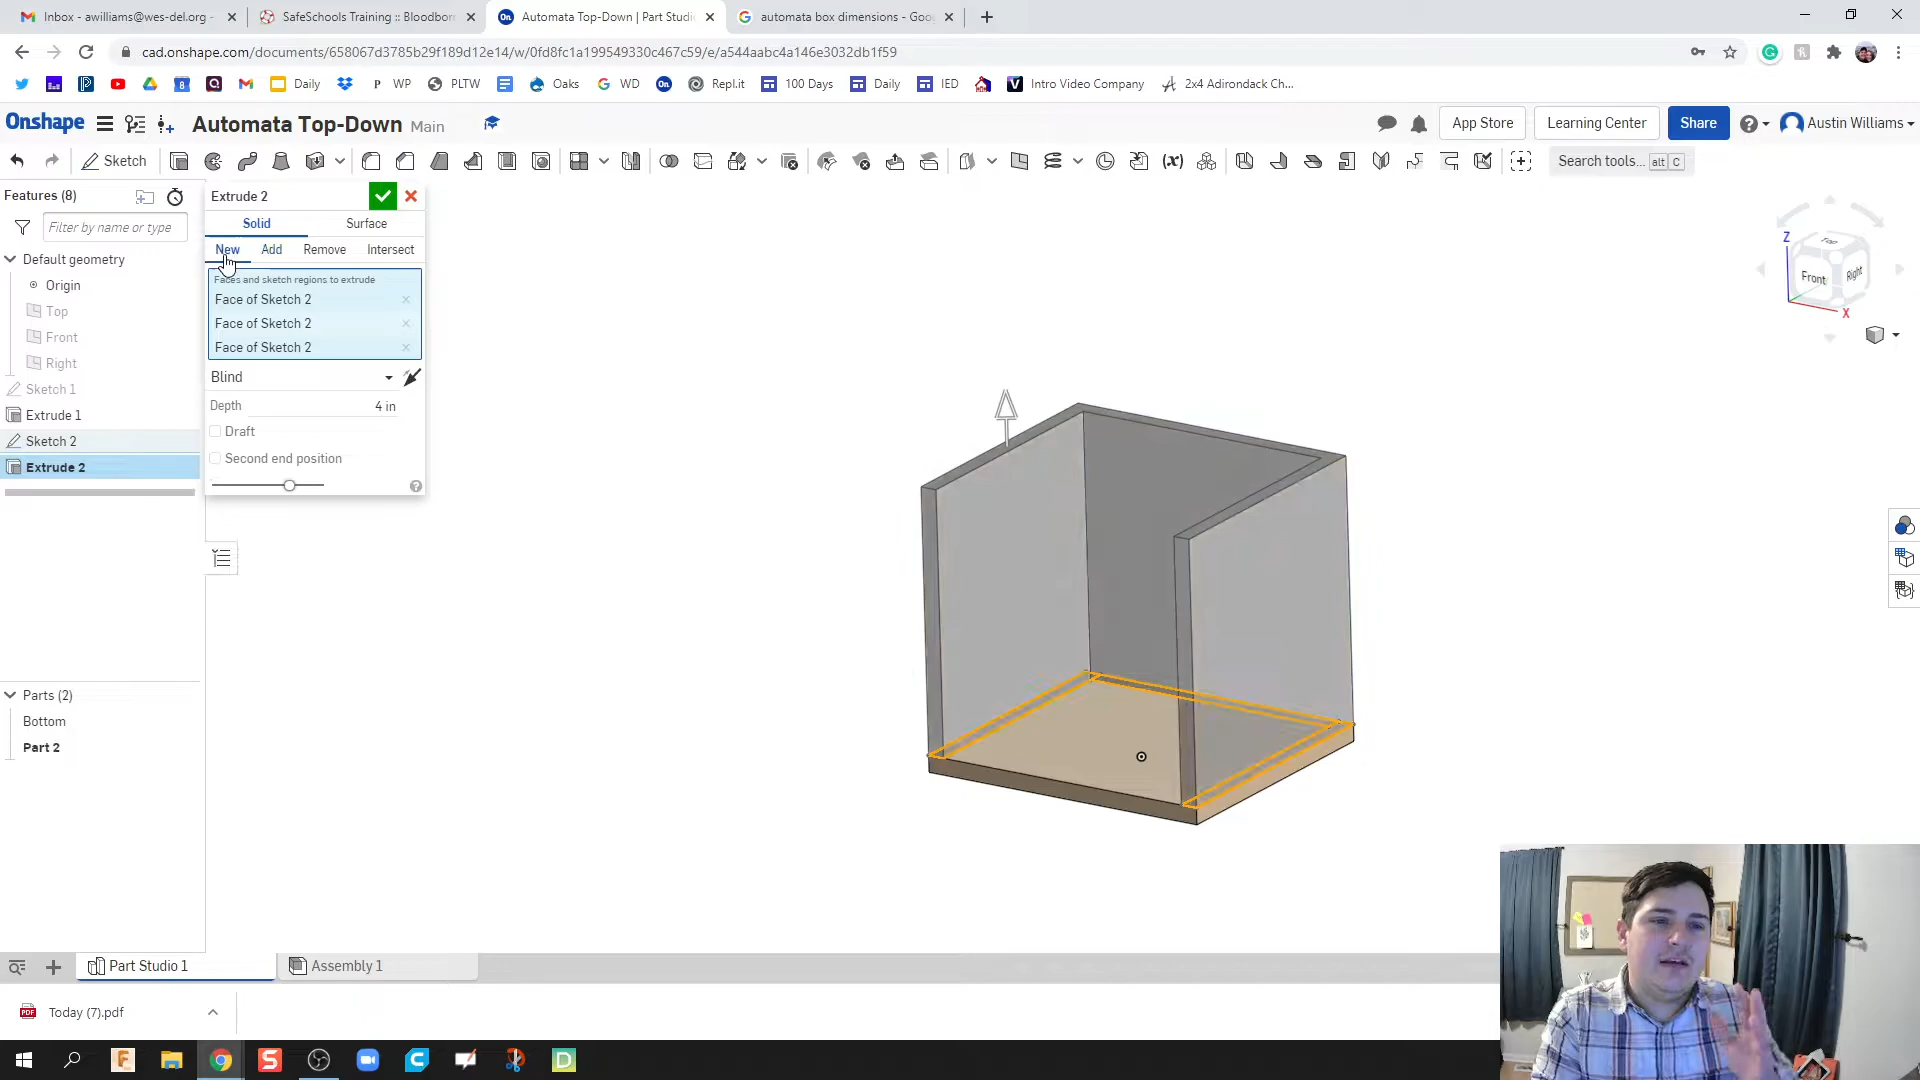 Inbox - awilliams@wes-del.org -
SafeSchools Training :: Bloodbor
Automata Top-Down | Part Studi
automata box dimensions - Goo
cad.onshape.com/documents/658067d3785b29f189d12e14/w/0fd8fc1a199549330c467c59/e/a544aabc4a146e3032db1f59
Daily
P WP
PLTW
Oaks
WD
Repl.it
100 Days
Daily
IED
Intro Video Company
2x4 Adirondack Ch...
Onshape
Automata Top-Down Main
App Store
Learning Center
Share
Austin Williams
Sketch
Search tools... alt C
Features (8)
Filter by name or type
Default geometry
Origin
Top
Front
Right
Sketch 1
Extrude 1
Sketch 2
Extrude 2
Extrude 2
Solid
Surface
New
Add
Remove
Intersect
Faces and sketch regions to extrude
Face of Sketch 2
Face of Sketch 2
Face of Sketch 2
Blind
Depth
4 in
Draft
Second end position
Z
Top
Front
Right
X
Parts (2)
Bottom
Part 2
Part Studio 1
Assembly 1
Today (7).pdf